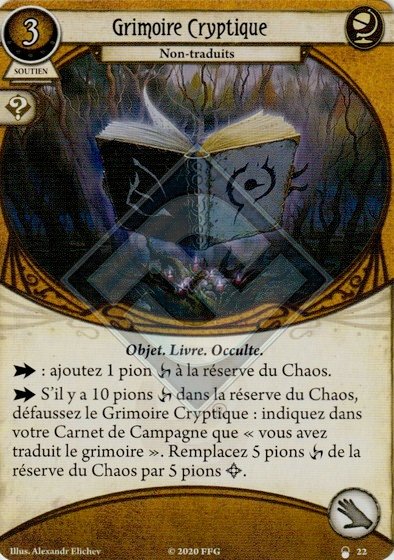 3
Grimoire Cryptique
Non-traduits
SOUTIEN
?
Objet. Livre. Occulte.
: ajoutez 1 pion à la réserve du Chaos.
S'il y a 10 pions dans la réserve du Chaos,
défaussez le Grimoire Cryptique : indiquez dans
votre Carnet de Campagne que « vous avez
traduit le grimoire ». Remplacez 5 pions de la
réserve du Chaos par 5 pions .
Illus. Alexandr Elichev
© 2020 FFG
22